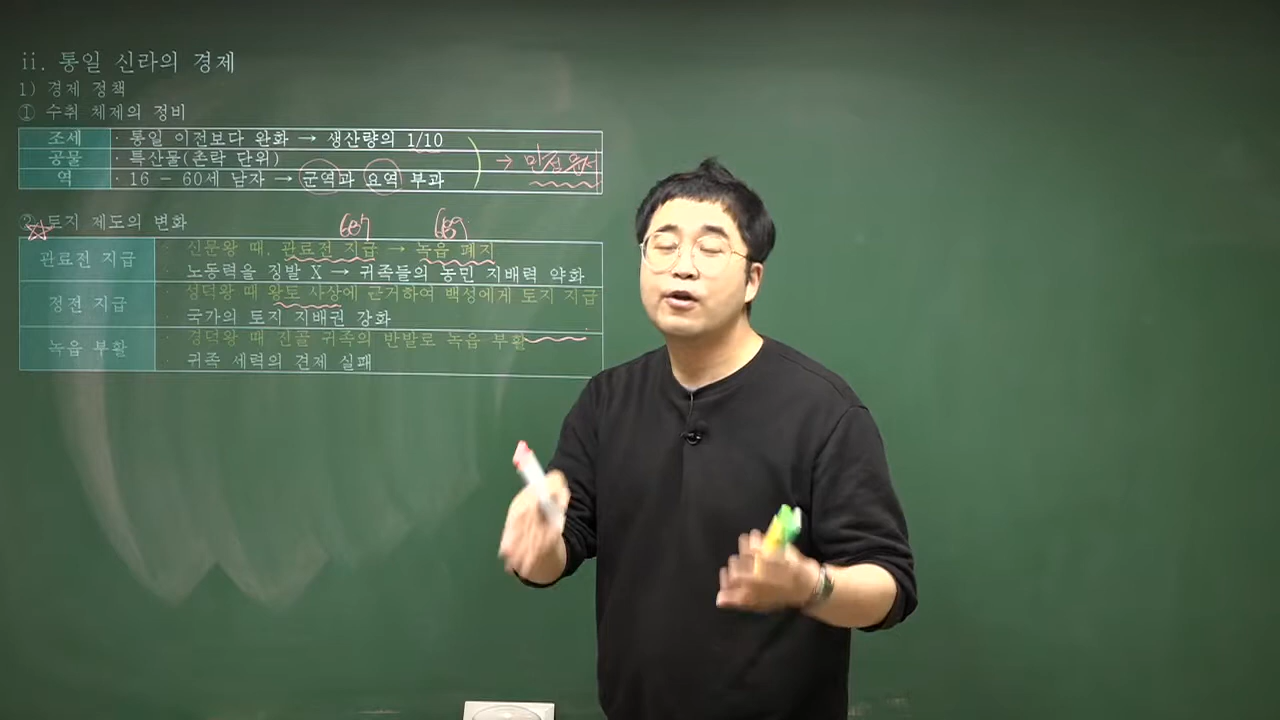 ii. 통일 신라의 경제
1) 경제 정책
① 수취 체제의 정비
조세 · 통일 이전보다 완화 → 생산량의 1/10
공물 · 특산물(촌락 단위)
역 · 16 - 60세 남자 → 군역과 요역 부과
→ 민정문서
② 토지 제도의 변화
687 689
관료전 지급 · 신문왕 때, 관료전 지급 → 녹읍 폐지
· 노동력을 징발 X → 귀족들의 농민 지배력 약화
정전 지급 · 성덕왕 때 왕토 사상에 근거하여 백성에게 토지 지급
· 국가의 토지 지배권 강화
녹읍 부활 · 경덕왕 때 진골 귀족의 반발로 녹읍 부활
· 귀족 세력의 견제 실패